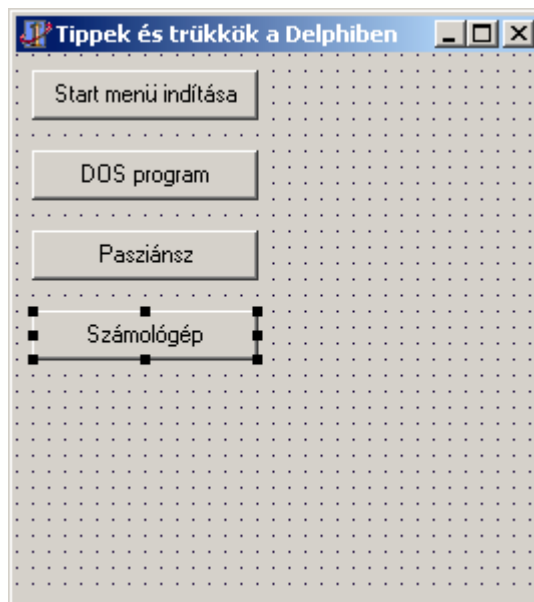 Tippek és trükkök a Delphiben
Start menü indítása
DOS program
Pasziánsz
Számológép